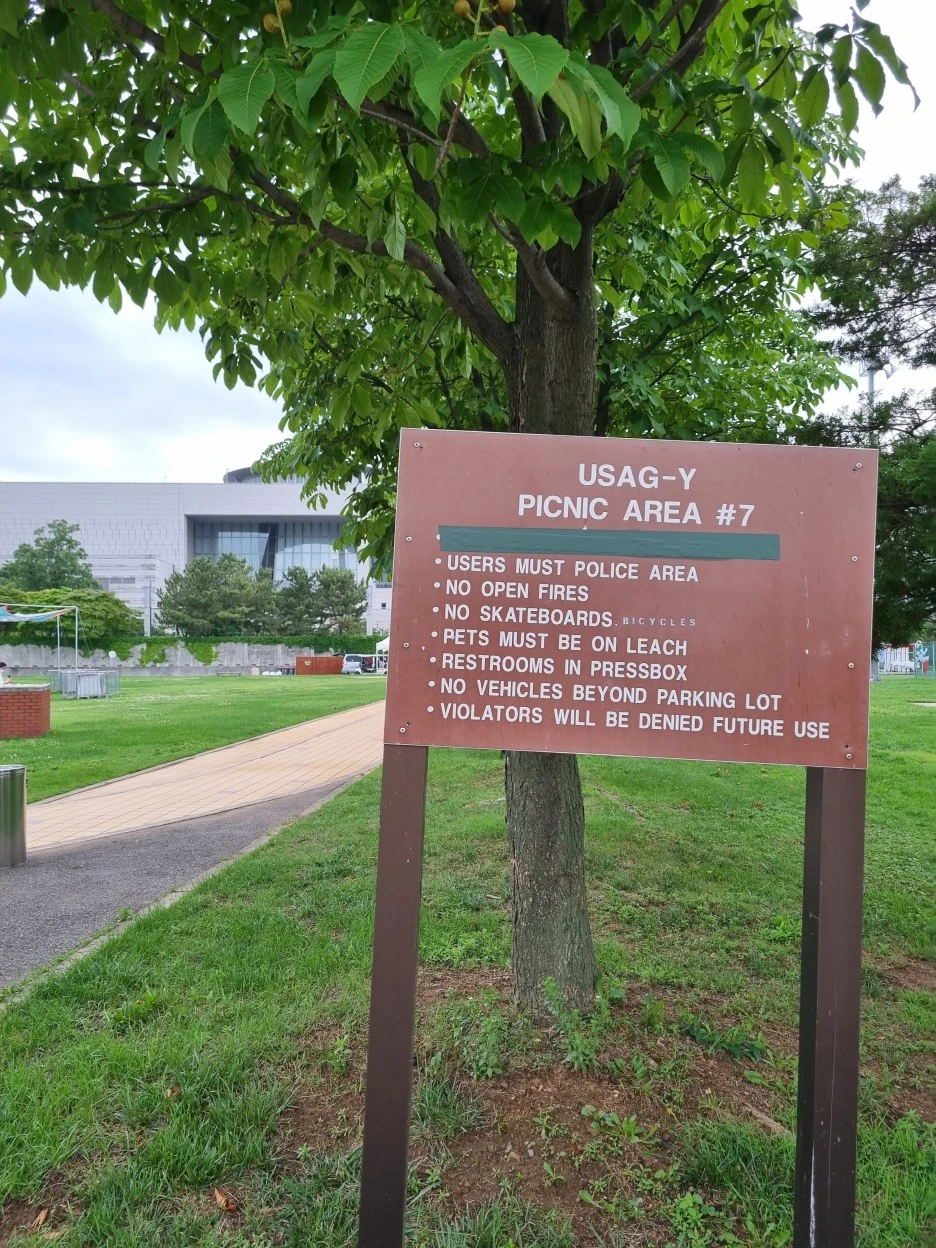 USAG-Y
PICNIC AREA #7
• USERS MUST POLICE AREA
• NO OPEN FIRES
• NO SKATEBOARDS, BICYCLES
• PETS MUST BE ON LEACH
• RESTROOMS IN PRESSBOX
• NO VEHICLES BEYOND PARKING LOT
• VIOLATORS WILL BE DENIED FUTURE USE